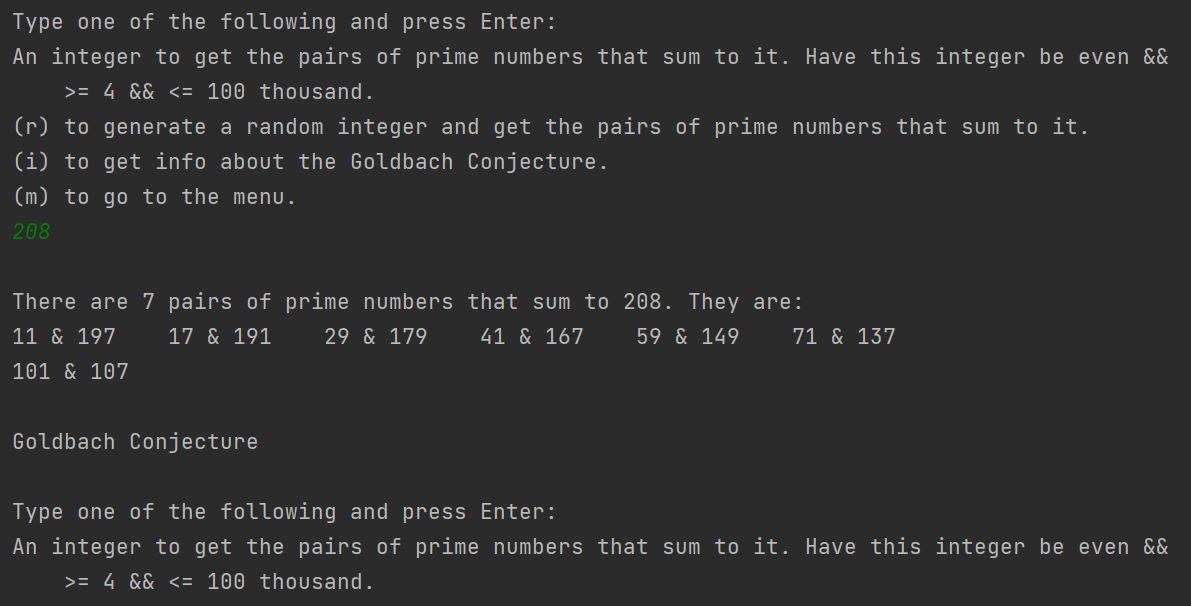 Type one of the following and press Enter:
An integer to get the pairs of prime numbers that sum to it. Have this integer be even &&
    >= 4 && <= 100 thousand.
(r) to generate a random integer and get the pairs of prime numbers that sum to it.
(i) to get info about the Goldbach Conjecture.
(m) to go to the menu.
208

There are 7 pairs of prime numbers that sum to 208. They are:
11 & 197    17 & 191    29 & 179    41 & 167    59 & 149    71 & 137
101 & 107

Goldbach Conjecture

Type one of the following and press Enter:
An integer to get the pairs of prime numbers that sum to it. Have this integer be even &&
    >= 4 && <= 100 thousand.